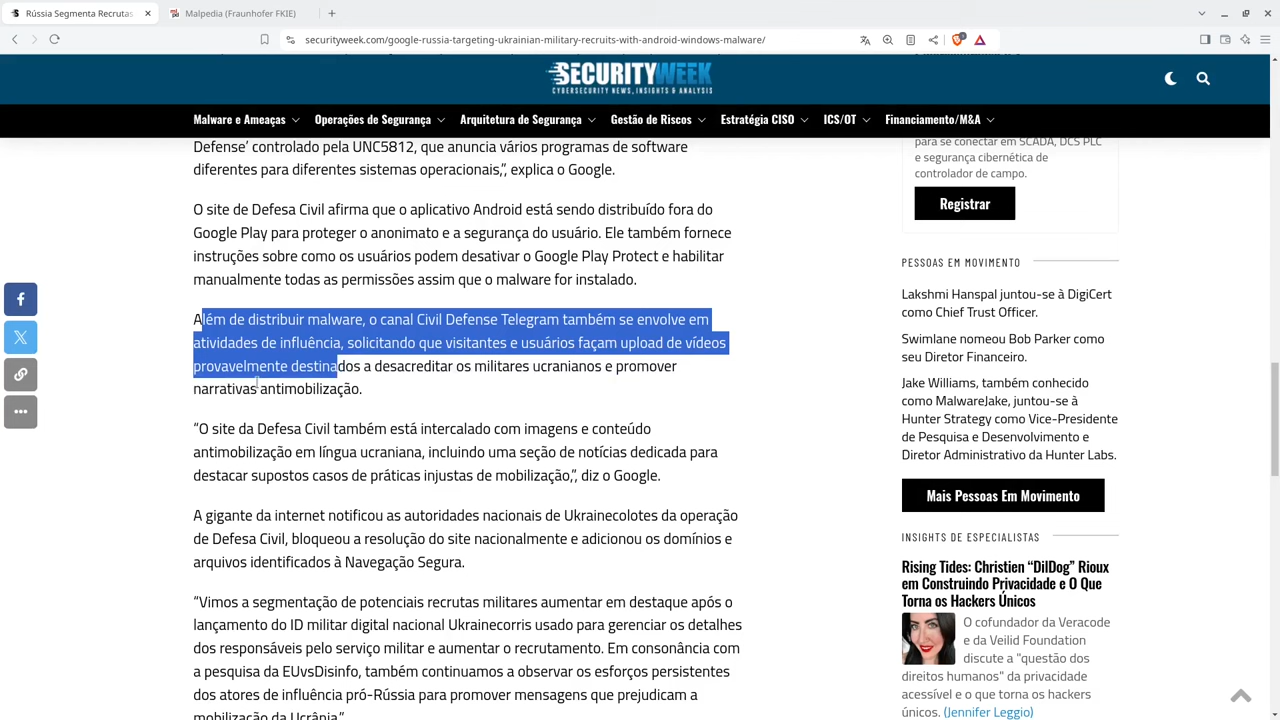 Rússia Segmenta Recrutas
Malpedia (Fraunhofer FKIE)
securityweek.com/google-russia-targeting-ukrainian-military-recruits-with-android-windows-malware/
SECURITYWEEK
CYBERSECURITY NEWS, INSIGHTS & ANALYSIS
Malware e Ameaças
Operações de Segurança
Arquitetura de Segurança
Gestão de Riscos
Estratégia CISO
ICS/OT
Financiamento/M&A
Defense’ controlado pela UNC5812, que anuncia vários programas de software
diferentes para diferentes sistemas operacionais,”, explica o Google.
O site de Defesa Civil afirma que o aplicativo Android está sendo distribuído fora do
Google Play para proteger o anonimato e a segurança do usuário. Ele também fornece
instruções sobre como os usuários podem desativar o Google Play Protect e habilitar
manualmente todas as permissões assim que o malware for instalado.
Além de distribuir malware, o canal Civil Defense Telegram também se envolve em
atividades de influência, solicitando que visitantes e usuários façam upload de vídeos
provavelmente destinados a desacreditar os militares ucranianos e promover
narrativas antimobilização.
“O site da Defesa Civil também está intercalado com imagens e conteúdo
antimobilização em língua ucraniana, incluindo uma seção de notícias dedicada para
destacar supostos casos de práticas injustas de mobilização,”, diz o Google.
A gigante da internet notificou as autoridades nacionais de Ukrainecolotes da operação
de Defesa Civil, bloqueou a resolução do site nacionalmente e adicionou os domínios e
arquivos identificados à Navegação Segura.
“Vimos a segmentação de potenciais recrutas militares aumentar em destaque após o
lançamento do ID militar digital nacional Ukrainecorris usado para gerenciar os detalhes
dos responsáveis pelo serviço militar e aumentar o recrutamento. Em consonância com
a pesquisa da EUvsDisinfo, também continuamos a observar os esforços persistentes
dos atores de influência pró-Rússia para promover mensagens que prejudicam a
mobilização da Ucrânia”
para se conectar em SCADA, DCS PLC
e segurança cibernética de
controlador de campo.
Registrar
PESSOAS EM MOVIMENTO
Lakshmi Hanspal juntou-se à DigiCert
como Chief Trust Officer.
Swimlane nomeou Bob Parker como
seu Diretor Financeiro.
Jake Williams, também conhecido
como MalwareJake, juntou-se à
Hunter Strategy como Vice-Presidente
de Pesquisa e Desenvolvimento e
Diretor Administrativo da Hunter Labs.
Mais Pessoas Em Movimento
INSIGHTS DE ESPECIALISTAS
Rising Tides: Christien “DilDog” Rioux
em Construindo Privacidade e O Que
Torna os Hackers Únicos
O cofundador da Veracode
e da Veilid Foundation
discute a "questão dos
direitos humanos" da privacidade
acessível e o que torna os hackers
únicos. (Jennifer Leggio)